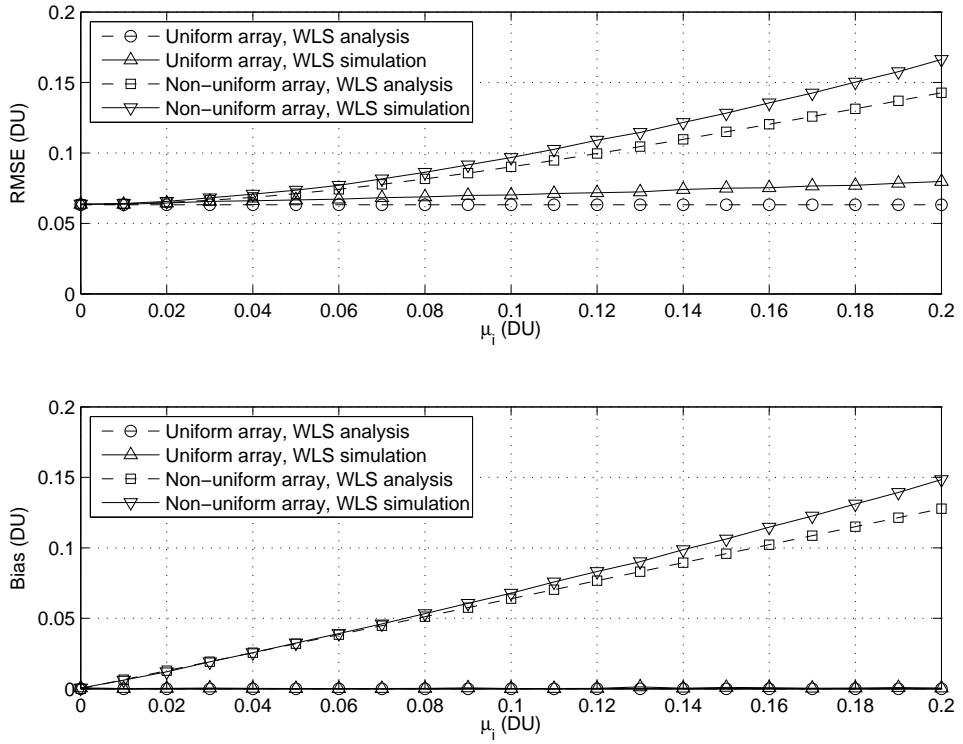 0.2
0.15
0.1
0.05
0
RMSE (DU)
Uniform array, WLS analysis
Uniform array, WLS simulation
Non−uniform array, WLS analysis
Non−uniform array, WLS simulation
0 0.02 0.04 0.06 0.08 0.1 0.12 0.14 0.16 0.18 0.2
μi (DU)
0.2
0.15
0.1
0.05
0
Bias (DU)
Uniform array, WLS analysis
Uniform array, WLS simulation
Non−uniform array, WLS analysis
Non−uniform array, WLS simulation
0 0.02 0.04 0.06 0.08 0.1 0.12 0.14 0.16 0.18 0.2
μi (DU)